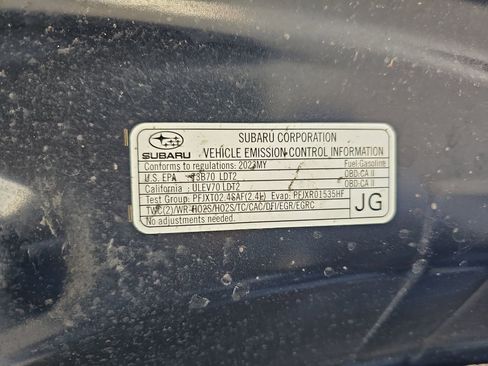 SUBARU CORPORATION
SUBARU
VEHICLE EMISSION CONTROL INFORMATION
Conforms to regulations: 2023MY
Fuel-Gasoline
U.S. EPA T3B70 LDT2
OBD-CA II
California : ULEV70 LDT2
OBD-CA II
Test Group: PFJXT02.4SAF(2.4L) Evap: PFJXR01535HF
TWC(2)/WR-HO2S/HO2S/TC/CAC/DFI/EGR/EGRC
No adjustments needed.
JG